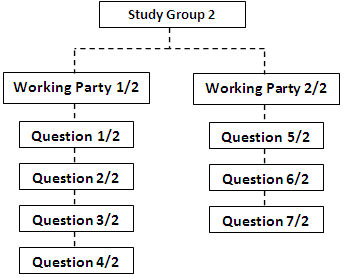 Study Group 2
Working Party 1/2
Question 1/2
Question 2/2
Question 3/2
Question 4/2
Working Party 2/2
Question 5/2
Question 6/2
Question 7/2